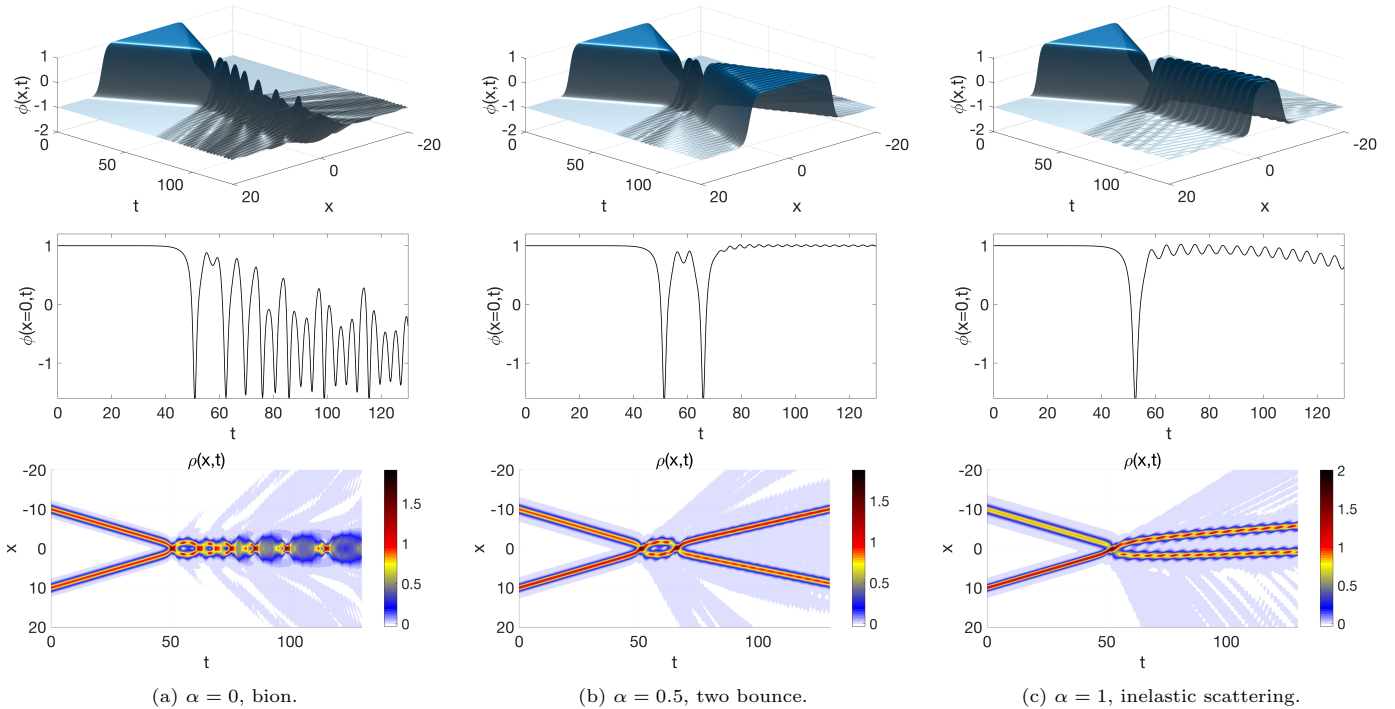 1
0
-1
-2
0
50
100
20
0
-20
t
x
ϕ(x,t)
1
0
-1
-2
0
50
100
20
0
-20
t
x
ϕ(x,t)
1
0
-1
-2
0
50
100
20
0
-20
t
x
ϕ(x,t)
1
0
-1
ϕ(x=0,t)
0 20 40 60 80 100 120
t
1
0
-1
ϕ(x=0,t)
0 20 40 60 80 100 120
t
1
0
-1
ϕ(x=0,t)
0 20 40 60 80 100 120
t
ρ(x,t)
-20
-10
0
10
20
x
0 50 100
t
1.5
1
0.5
0
ρ(x,t)
-20
-10
0
10
20
x
0 50 100
t
1.5
1
0.5
0
ρ(x,t)
-20
-10
0
10
20
x
0 50 100
t
2
1.5
1
0.5
0
(a) α = 0, bion.
(b) α = 0.5, two bounce.
(c) α = 1, inelastic scattering.